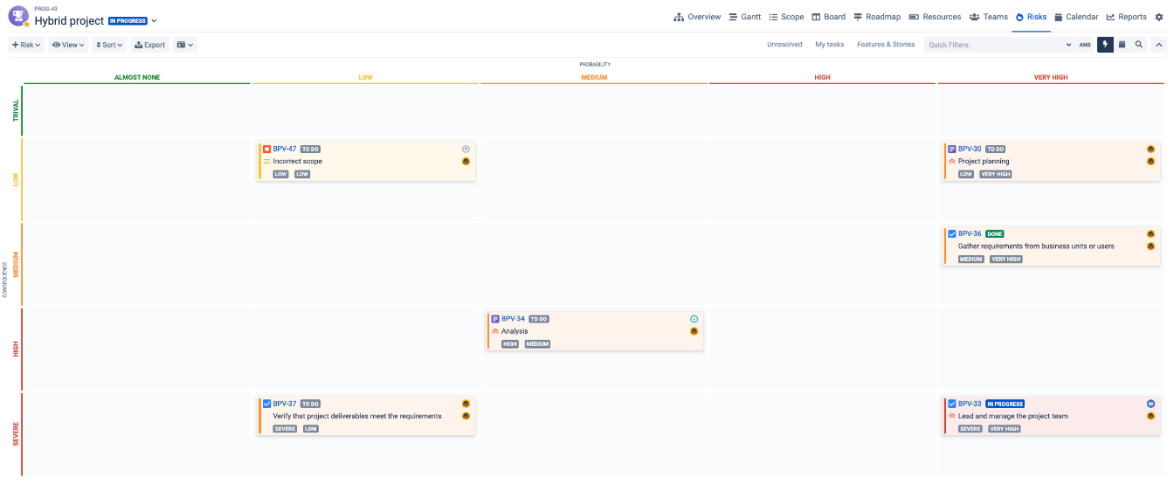 PROG-43
Hybrid project IN PROGRESS
Overview Gantt Scope Board Roadmap Resources Teams Risks Calendar Reports
+ Risk View Sort Export
Unresolved My tasks Features & Stories Quick Filters: AND
PROBABILITY
ALMOST NONE LOW MEDIUM HIGH VERY HIGH
CONSEQUENCE
TRIVAL
LOW
BPV-47 TO DO
Incorrect scope
LOW LOW
BPV-30 TO DO
Project planning
LOW VERY HIGH
MEDIUM
BPV-36 DONE
Gather requirements from business units or users
MEDIUM VERY HIGH
HIGH
BPV-34 TO DO
Analysis
HIGH MEDIUM
SEVERE
BPV-37 TO DO
Verify that project deliverables meet the requirements
SEVERE LOW
BPV-33 IN PROGRESS
Lead and manage the project team
SEVERE VERY HIGH